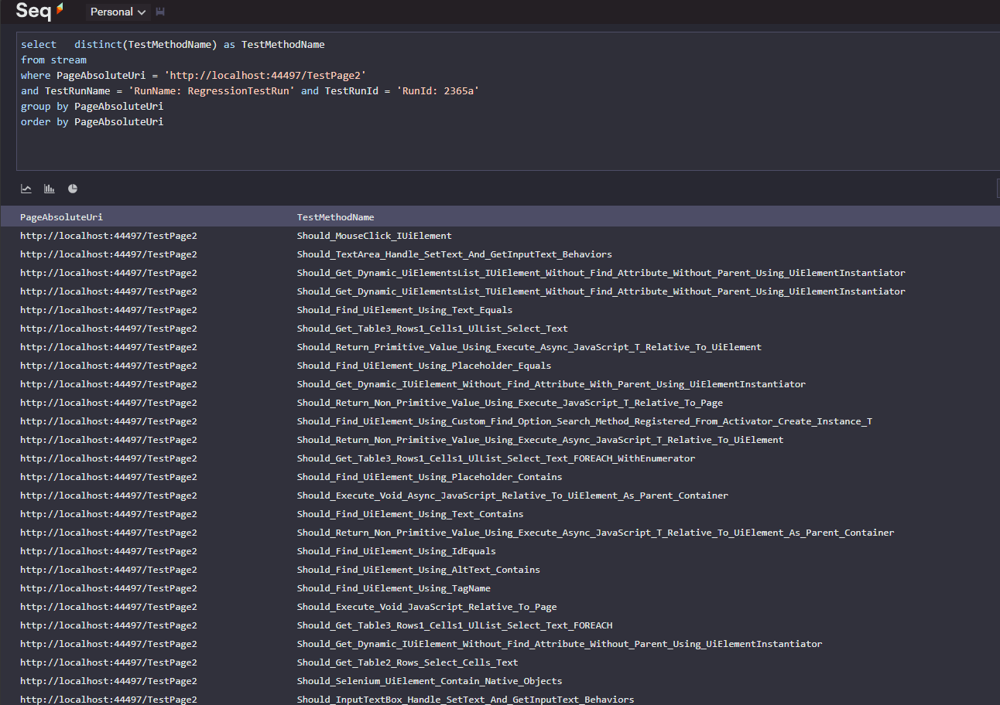 Seq Personal
select distinct(TestMethodName) as TestMethodName
from stream
where PageAbsoluteUri = 'http://localhost:44497/TestPage2'
and TestRunName = 'RunName: RegressionTestRun' and TestRunId = 'RunId: 2365a'
group by PageAbsoluteUri
order by PageAbsoluteUri
PageAbsoluteUri TestMethodName
http://localhost:44497/TestPage2 Should_MouseClick_IUiElement
http://localhost:44497/TestPage2 Should_TextArea_Handle_SetText_And_GetInputText_Behaviors
http://localhost:44497/TestPage2 Should_Get_Dynamic_UiElementsList_IUiElement_Without_Find_Attribute_Without_Parent_Using_UiElementInstantiator
http://localhost:44497/TestPage2 Should_Get_Dynamic_UiElementsList_TUiElement_Without_Find_Attribute_Without_Parent_Using_UiElementInstantiator
http://localhost:44497/TestPage2 Should_Find_UiElement_Using_Text_Equals
http://localhost:44497/TestPage2 Should_Get_Table3_Rows1_Cells1_UlList_Select_Text
http://localhost:44497/TestPage2 Should_Return_Primitive_Value_Using_Execute_Async_JavaScript_T_Relative_To_UiElement
http://localhost:44497/TestPage2 Should_Find_UiElement_Using_Placeholder_Equals
http://localhost:44497/TestPage2 Should_Get_Dynamic_IUiElement_Without_Find_Attribute_With_Parent_Using_UiElementInstantiator
http://localhost:44497/TestPage2 Should_Return_Non_Primitive_Value_Using_Execute_JavaScript_T_Relative_To_Page
http://localhost:44497/TestPage2 Should_Find_UiElement_Using_Custom_Find_Option_Search_Method_Registered_From_Activator_Create_Instance_T
http://localhost:44497/TestPage2 Should_Return_Non_Primitive_Value_Using_Execute_Async_JavaScript_T_Relative_To_UiElement
http://localhost:44497/TestPage2 Should_Get_Table3_Rows1_Cells1_UlList_Select_Text_FOREACH_WithEnumerator
http://localhost:44497/TestPage2 Should_Find_UiElement_Using_Placeholder_Contains
http://localhost:44497/TestPage2 Should_Execute_Void_Async_JavaScript_Relative_To_UiElement_As_Parent_Container
http://localhost:44497/TestPage2 Should_Find_UiElement_Using_Text_Contains
http://localhost:44497/TestPage2 Should_Return_Non_Primitive_Value_Using_Execute_Async_JavaScript_T_Relative_To_UiElement_As_Parent_Container
http://localhost:44497/TestPage2 Should_Find_UiElement_Using_IdEquals
http://localhost:44497/TestPage2 Should_Find_UiElement_Using_AltText_Contains
http://localhost:44497/TestPage2 Should_Find_UiElement_Using_TagName
http://localhost:44497/TestPage2 Should_Execute_Void_JavaScript_Relative_To_Page
http://localhost:44497/TestPage2 Should_Get_Table3_Rows1_Cells1_UlList_Select_Text_FOREACH
http://localhost:44497/TestPage2 Should_Get_Dynamic_IUiElement_Without_Find_Attribute_Without_Parent_Using_UiElementInstantiator
http://localhost:44497/TestPage2 Should_Get_Table2_Rows_Select_Cells_Text
http://localhost:44497/TestPage2 Should_Selenium_UiElement_Contain_Native_Objects
http://localhost:44497/TestPage2 Should_InputTextBox_Handle_SetText_And_GetInputText_Behaviors